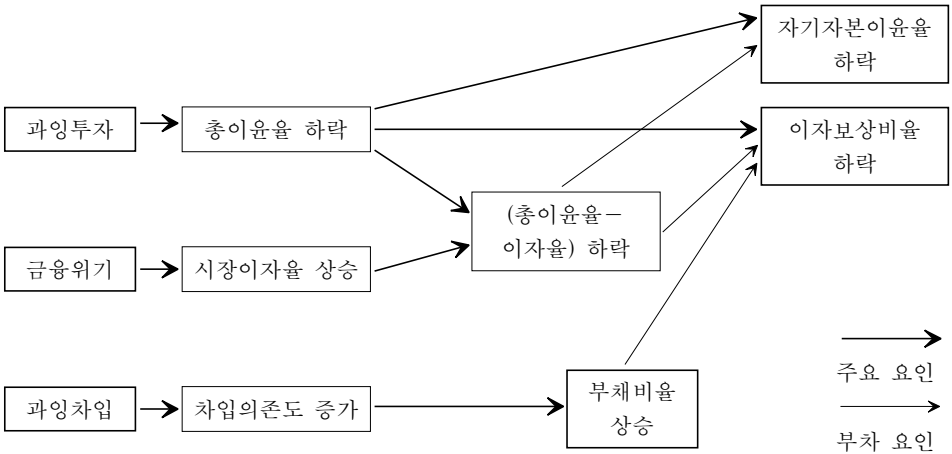 자기자본이윤율
하락
과잉투자
총이윤율 하락
이자보상비율
하락
(총이윤율-
이자율) 하락
금융위기
시장이자율 상승
주요 요인
과잉차입
차입의존도 증가
부채비율
상승
부차 요인